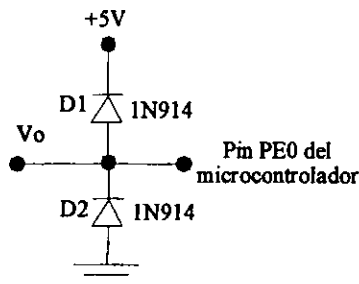 +5V
D1 1N914
Vo
Pin PE0 del
microcontrolador
D2 1N914